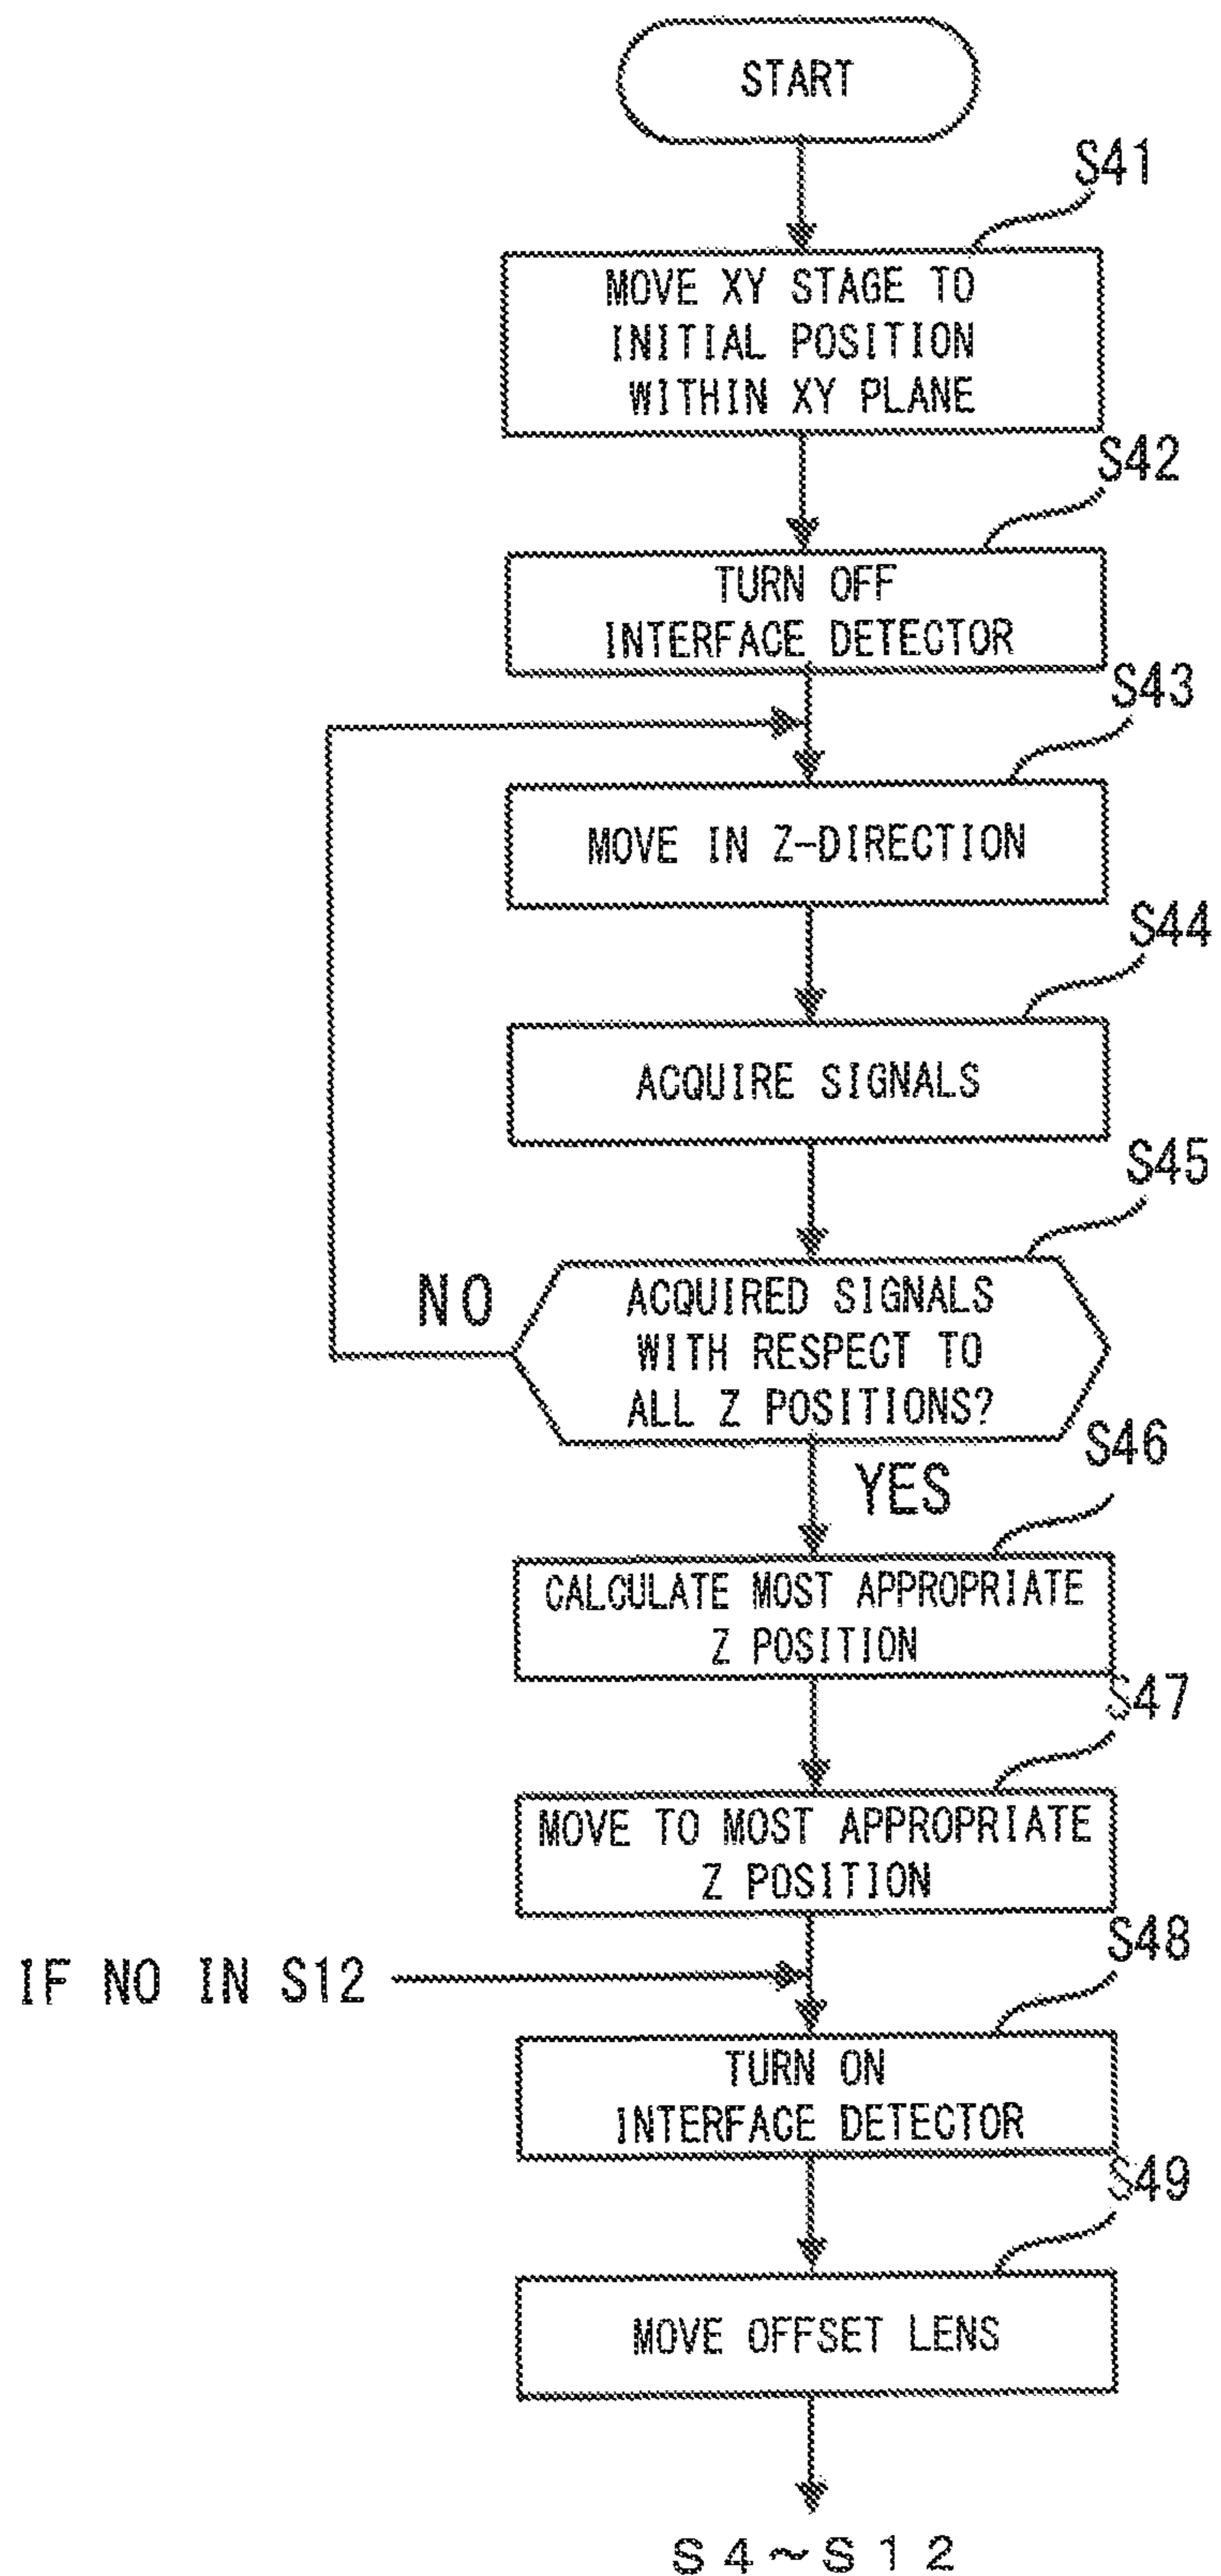 START
S41
MOVE XY STAGE TO
INITIAL POSITION
WITHIN XY PLANE
S42
TURN OFF
INTERFACE DETECTOR
S43
MOVE IN Z-DIRECTION
S44
ACQUIRE SIGNALS
S45
NO
ACQUIRED SIGNALS
WITH RESPECT TO
ALL Z POSITIONS?
S46
YES
CALCULATE MOST APPROPRIATE
Z POSITION
S47
MOVE TO MOST APPROPRIATE
Z POSITION
S48
IF NO IN S12
TURN ON
INTERFACE DETECTOR
S49
MOVE OFFSET LENS
S4~S12